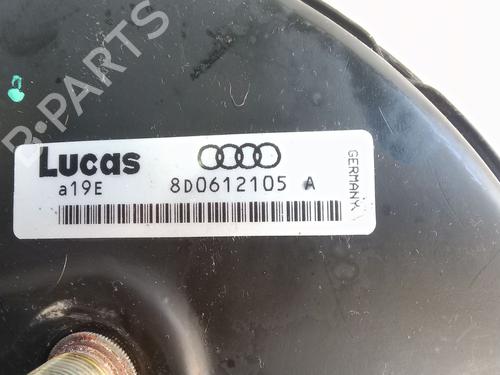 B-PARTS
Lucas
a19E 8D0612105 A
GERMANY